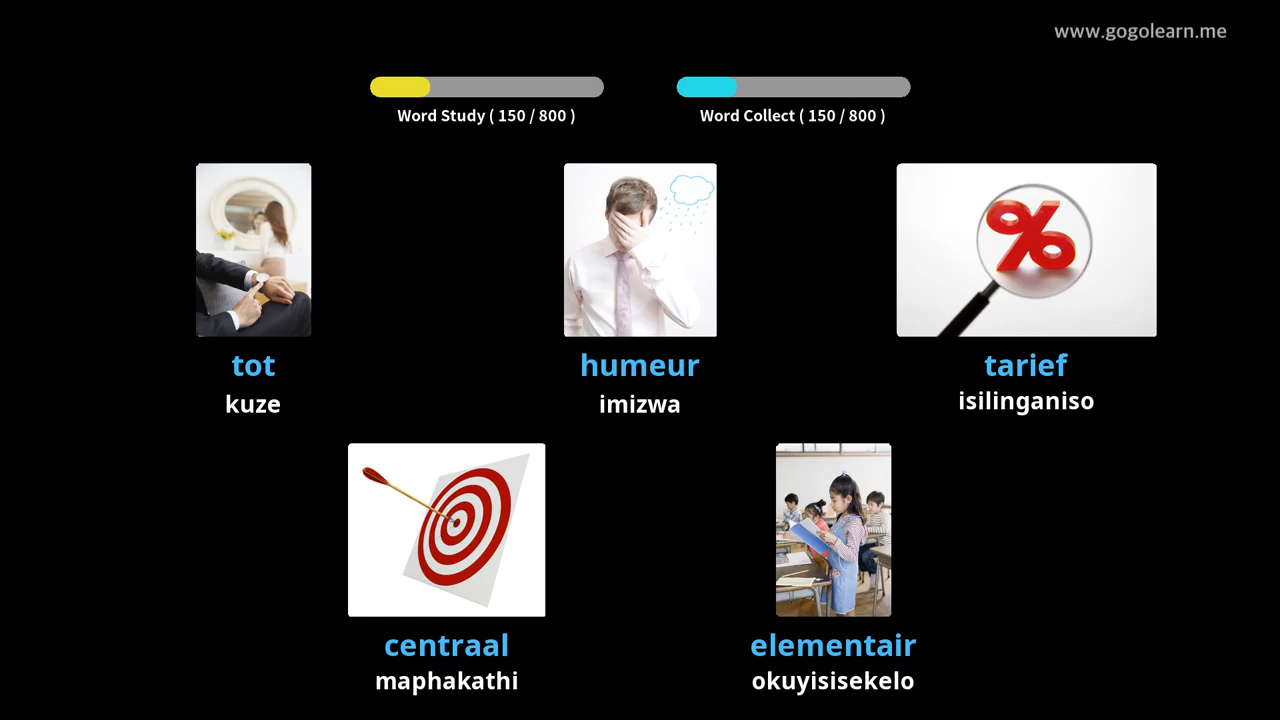 www.gogolearn.me
Word Study ( 150 / 800 )
Word Collect ( 150 / 800 )
tot
kuze
humeur
imizwa
tarief
isilinganiso
centraal
maphakathi
elementair
okuyisisekelo